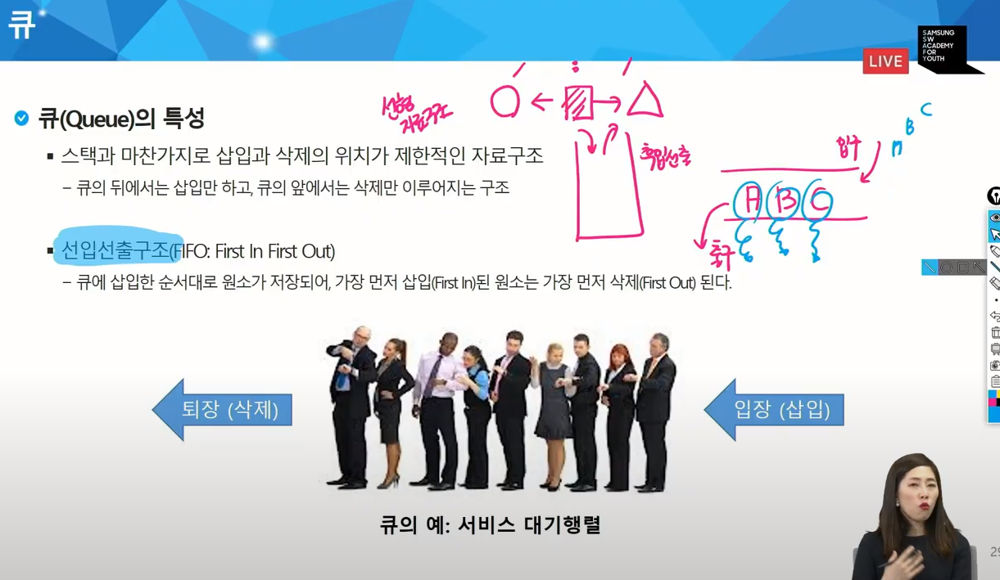 큐
SAMSUNG
SW
ACADEMY
FOR
YOUTH
LIVE
큐(Queue)의 특성
선형
자료구조
▪ 스택과 마찬가지로 삽입과 삭제의 위치가 제한적인 자료구조
– 큐의 뒤에서는 삽입만 하고, 큐의 앞에서는 삭제만 이루어지는 구조
후입선출
입구
A
B
C
A B C
출구
▪ 선입선출구조(FIFO: First In First Out)
– 큐에 삽입한 순서대로 원소가 저장되어, 가장 먼저 삽입(First In)된 원소는 가장 먼저 삭제(First Out) 된다.
퇴장 (삭제)
입장 (삽입)
큐의 예: 서비스 대기행렬
29